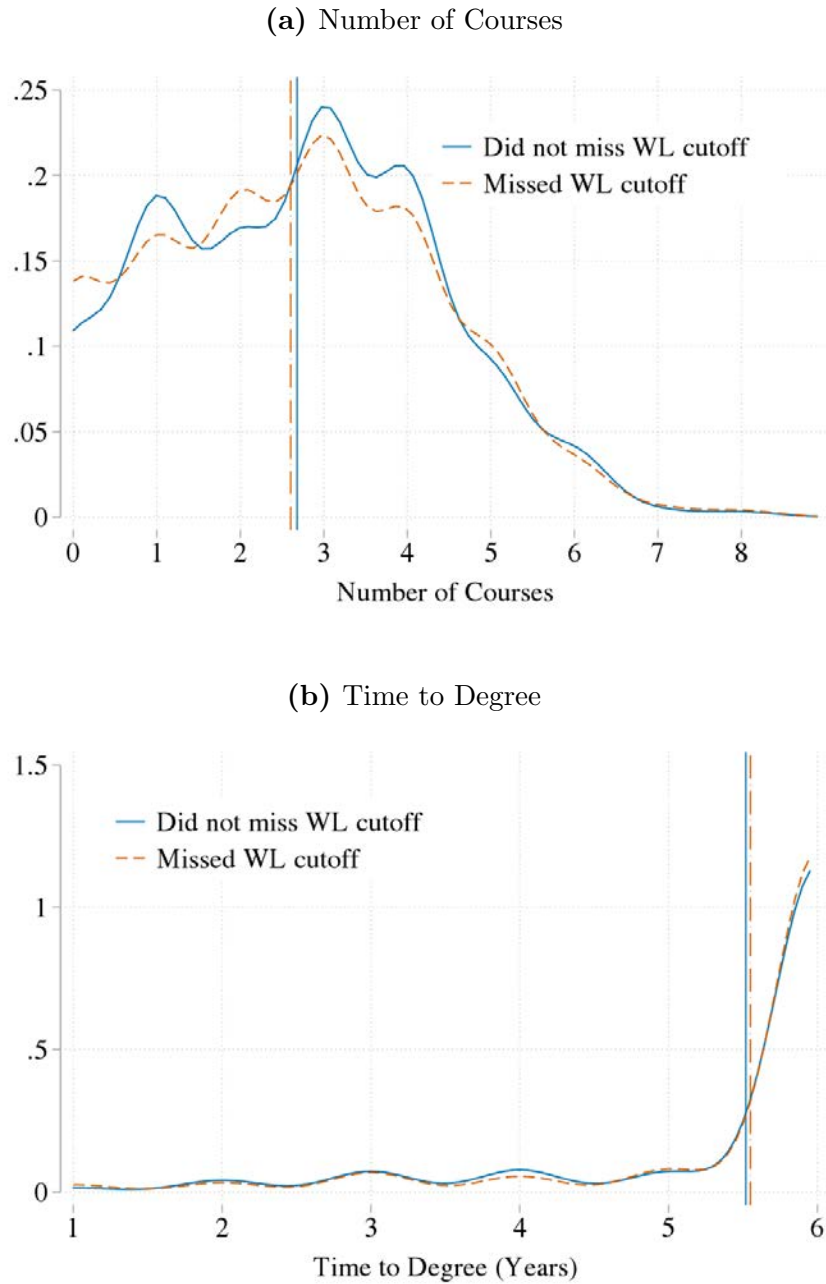 (a) Number of Courses
.25
.2
.15
.1
.05
0
Did not miss WL cutoff
Missed WL cutoff
0 1 2 3 4 5 6 7 8
Number of Courses
(b) Time to Degree
1.5
1
.5
0
Did not miss WL cutoff
Missed WL cutoff
1 2 3 4 5 6
Time to Degree (Years)